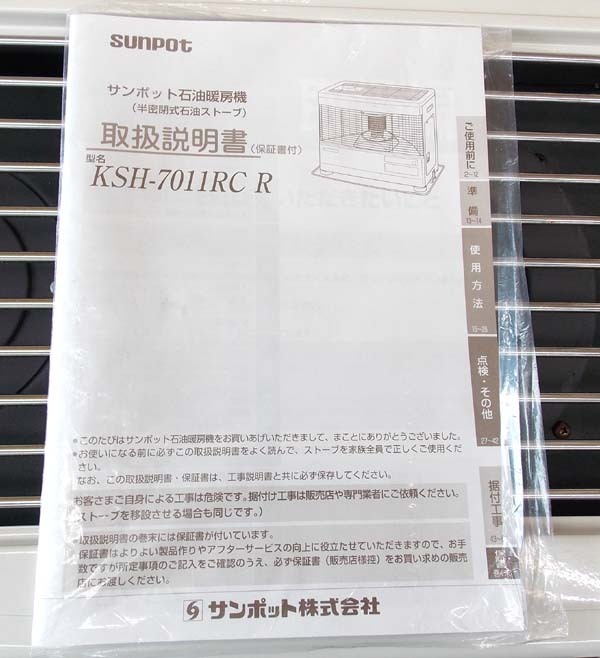 sunpot
サンポット石油暖房機
（半密閉式石油ストーブ）
取扱説明書（保証書付）
型名
KSH-7011RC R
ご使用前に
2~12
準備
13~14
使用方法
15~26
点検・その他
27~42
据付工事
●このたびはサンポット石油暖房機をお買いあげいただきまして、まことにありがとうございました。
●お使いになる前に必ずこの取扱説明書をよく読んで、ストーブを家族全員で正しくご使用くだ
さい。
なお、この取扱説明書・保証書は、工事説明書と共に必ず保存してください。
お客さまご自身による工事は危険です。据付け工事は販売店や専門業者にご依頼ください。
ストーブを移設させる場合も同じです。）
●取扱説明書の巻末には保証書が付いています。
保証書はよりよい製品作りやアフターサービスの向上に役立たせていただきますので、お手
数ですが所定事項のご記入をご確認のうえ、必ず保証書（販売店様控）をお買い求めの販売
店にお渡しください。
サンポット株式会社